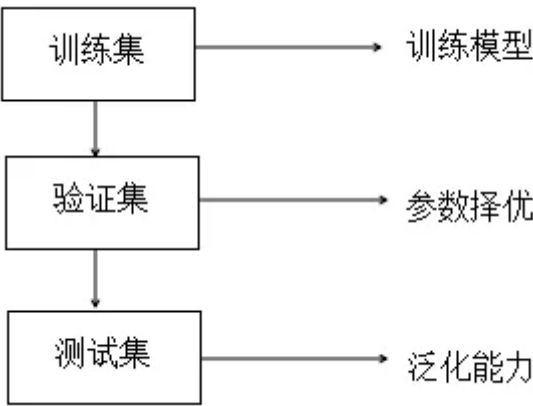 训练集
训练模型
验证集
参数择优
测试集
泛化能力